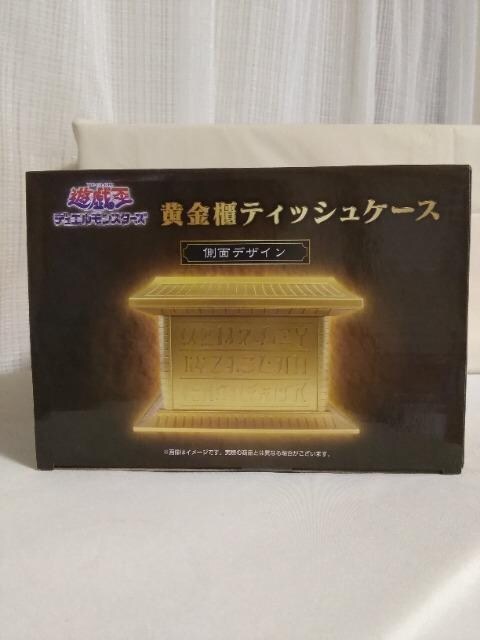 遊戯王
デュエルモンスターズ
黄金櫃ティッシュケース
側面デザイン
※画像はイメージです。実際の商品とは異なる場合がございます。